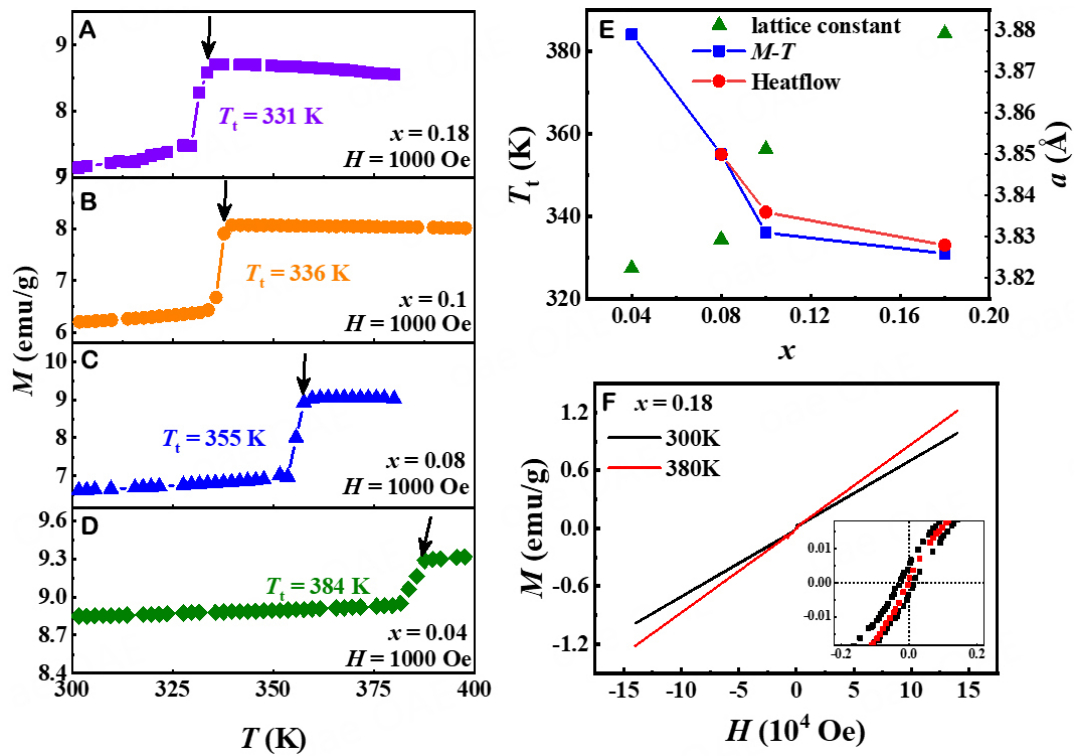 A
9
8
9
T_t = 331 K
x = 0.18
H = 1000 Oe
B
8
7
6
T_t = 336 K
x = 0.1
H = 1000 Oe
C
10
9
8
7
T_t = 355 K
x = 0.08
H = 1000 Oe
D
9.6
9.3
9.0
8.7
8.4
T_t = 384 K
x = 0.04
H = 1000 Oe
300
325
350
375
400
M (emu/g)
T (K)
E
lattice constant
M-T
Heatflow
380
360
340
320
T_t (K)
3.88
3.87
3.86
3.850
3.83
3.82
a (Å)
0.04
0.08
0.12
0.16
0.20
x
F
x = 0.18
300K
380K
1.2
0.6
0.0
-0.6
-1.2
M (emu/g)
0.01
0.00
-0.01
-0.2
0.0
0.2
-15
-10
-5
0
5
10
15
H (10⁴ Oe)